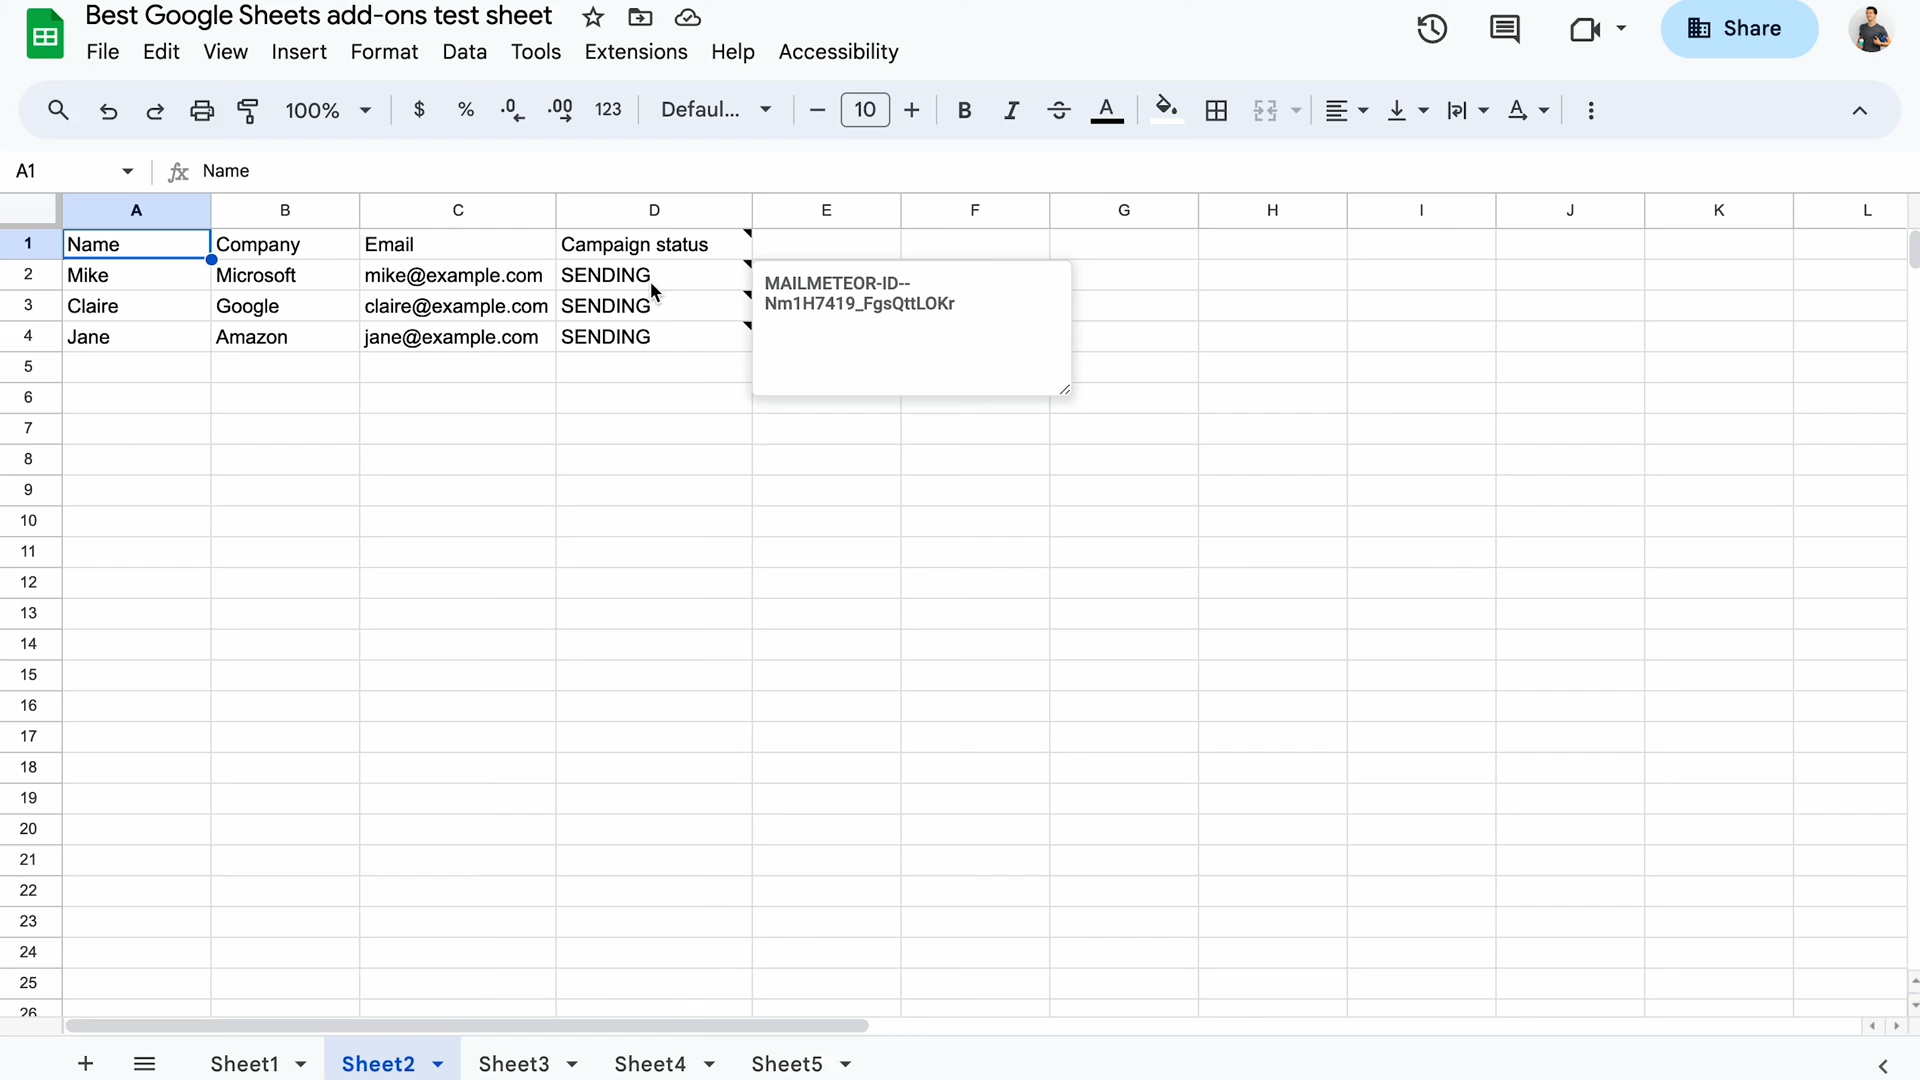 Best Google Sheets add-ons test sheet
File Edit View Insert Format Data Tools Extensions Help Accessibility
Share
100% $ % .0 .00 123 Defaul... 10 B I A A
A1 fx Name
A B C D E F G H I J K L
1 Name Company Email Campaign status
2 Mike Microsoft mike@example.com SENDING
3 Claire Google claire@example.com SENDING
4 Jane Amazon jane@example.com SENDING
MAILMETEOR-ID--
Nm1H7419_FgsQttLOKr
5
6
7
8
9
10
11
12
13
14
15
16
17
18
19
20
21
22
23
24
25
26
Sheet1 Sheet2 Sheet3 Sheet4 Sheet5